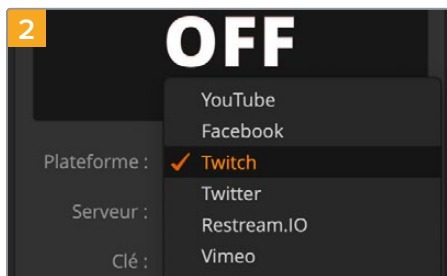 2
OFF
YouTube
Facebook
Plateforme : ✓ Twitch
Twitter
Serveur :
Restream.IO
Clé : Vimeo